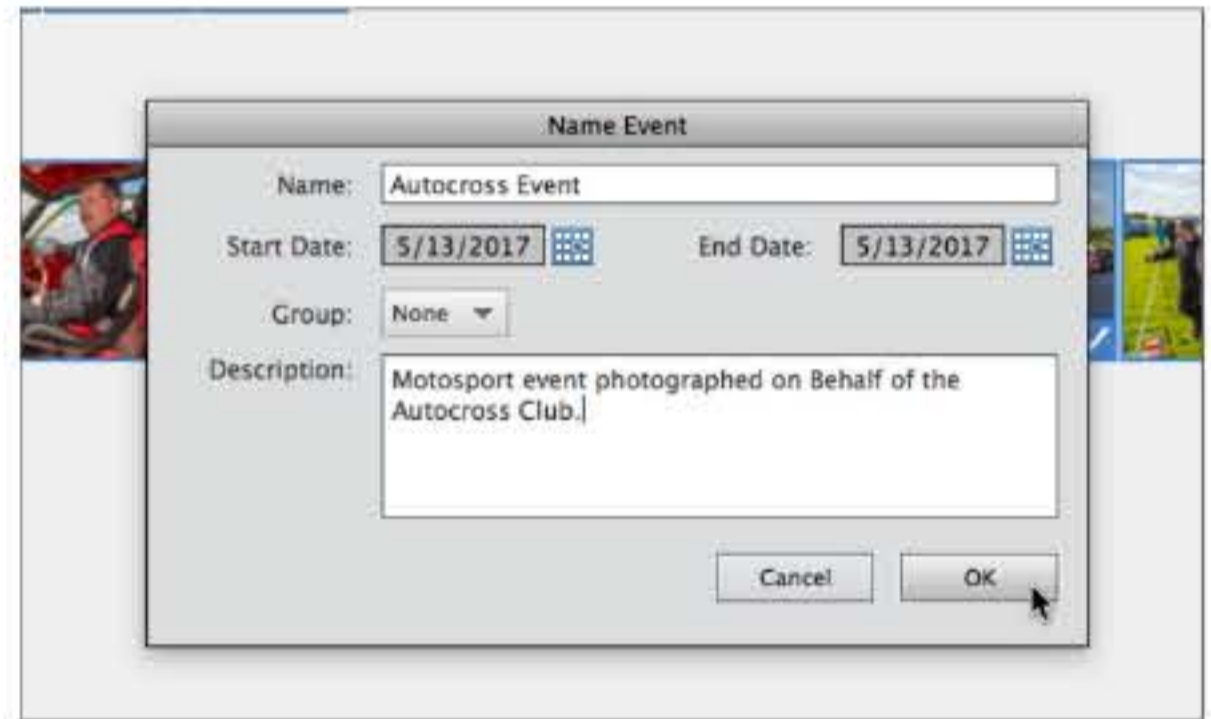 Name Event
Name: Autocross Event
Start Date: 5/13/2017 End Date: 5/13/2017
Group: None
Description: Motosport event photographed on Behalf of the
Autocross Club.
Cancel OK